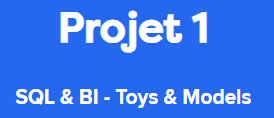 Projet 1
SQL & BI - Toys & Models